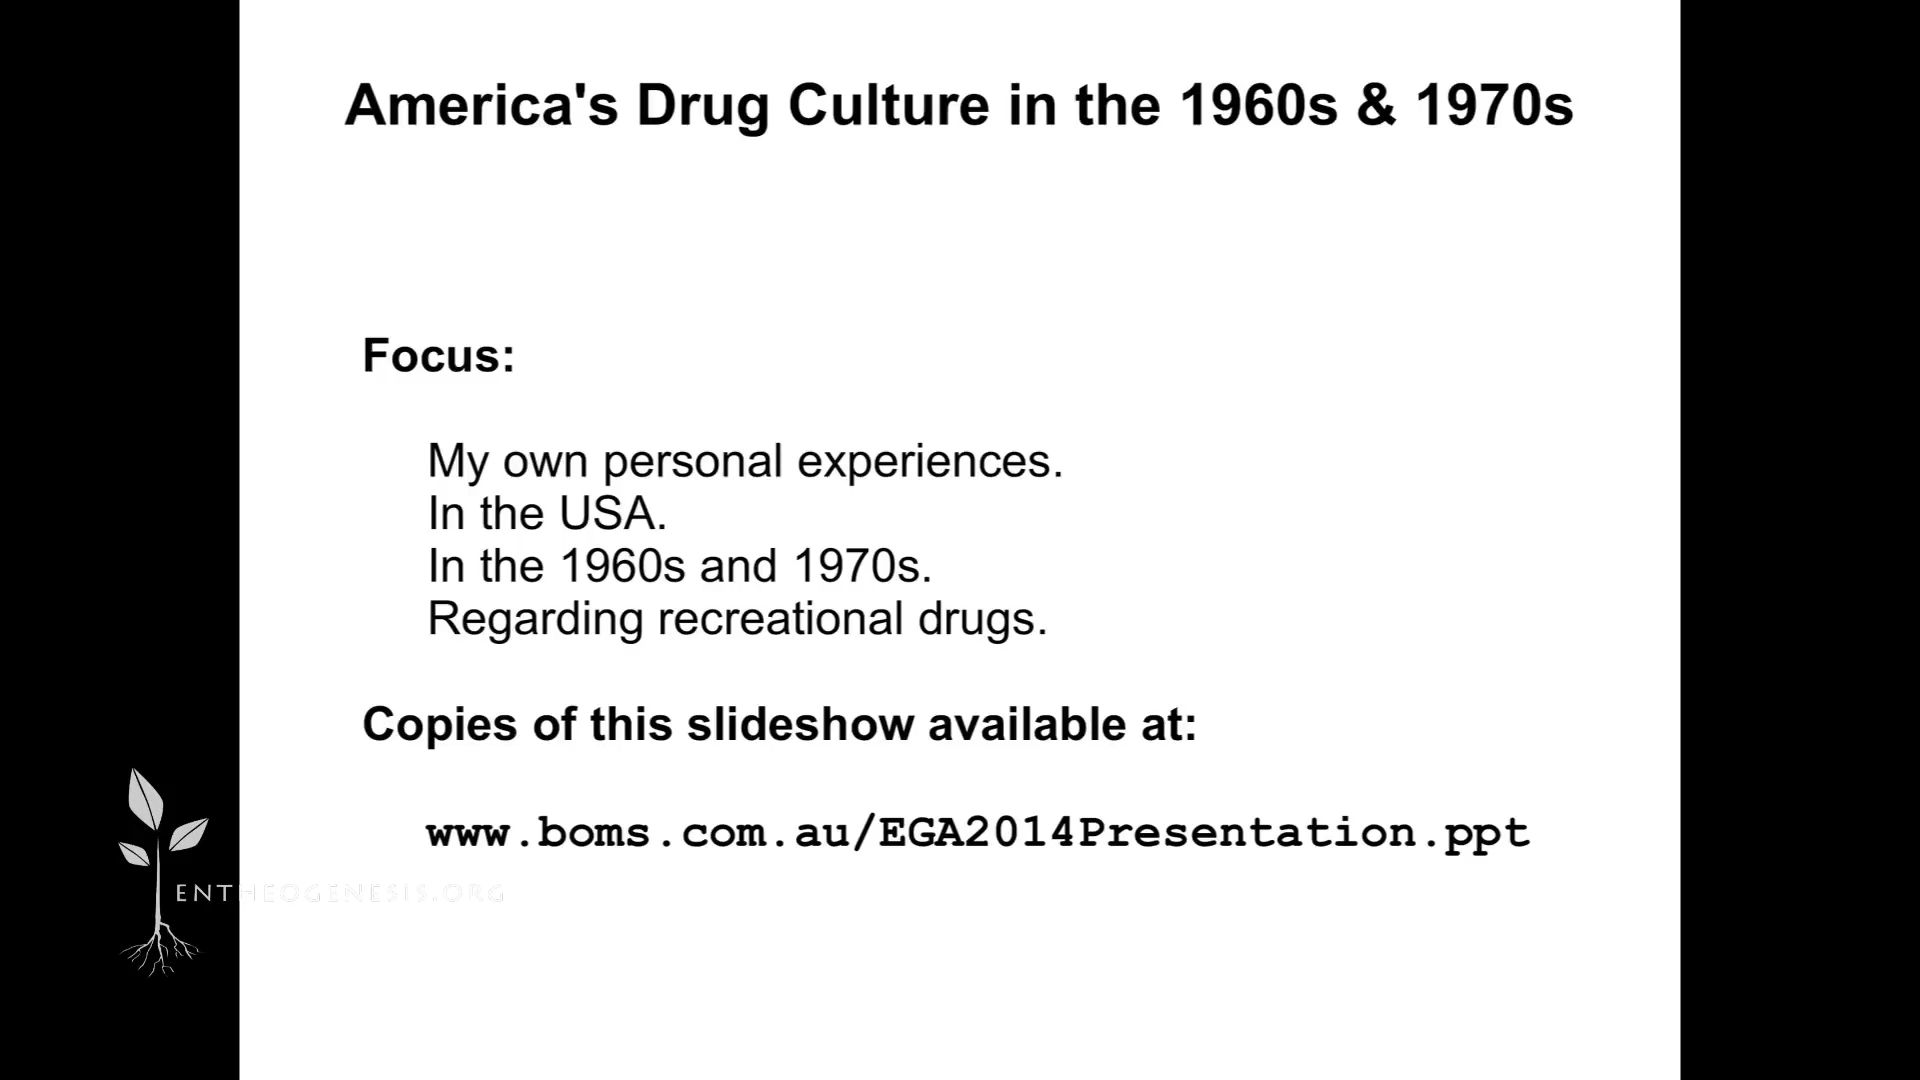 America's Drug Culture in the 1960s & 1970s
Focus:
My own personal experiences.
In the USA.
In the 1960s and 1970s.
Regarding recreational drugs.
Copies of this slideshow available at:
www.boms.com.au/EGA2014Presentation.ppt
ENTHEOGENESIS.ORG